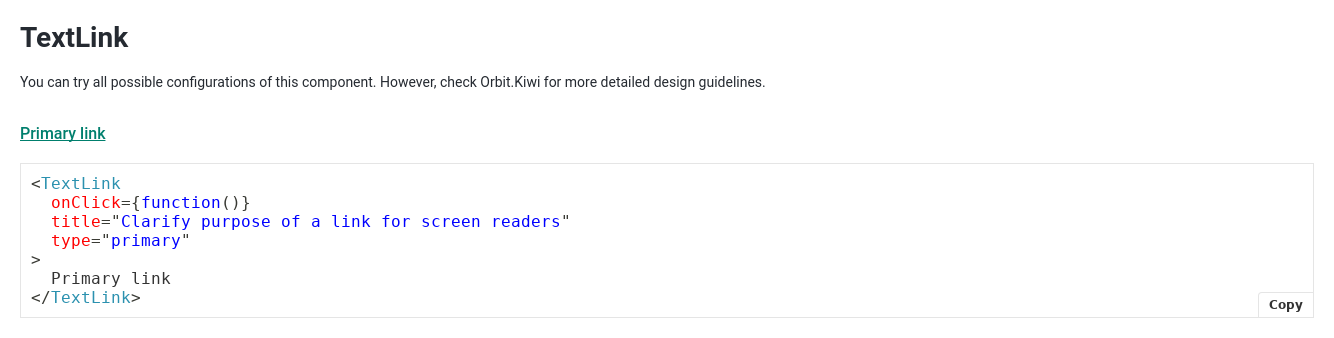 TextLink
You can try all possible configurations of this component. However, check Orbit.Kiwi for more detailed design guidelines.
Primary link
<TextLink
  onClick={function()}
  title="Clarify purpose of a link for screen readers"
  type="primary"
>
  Primary link
</TextLink>
Copy